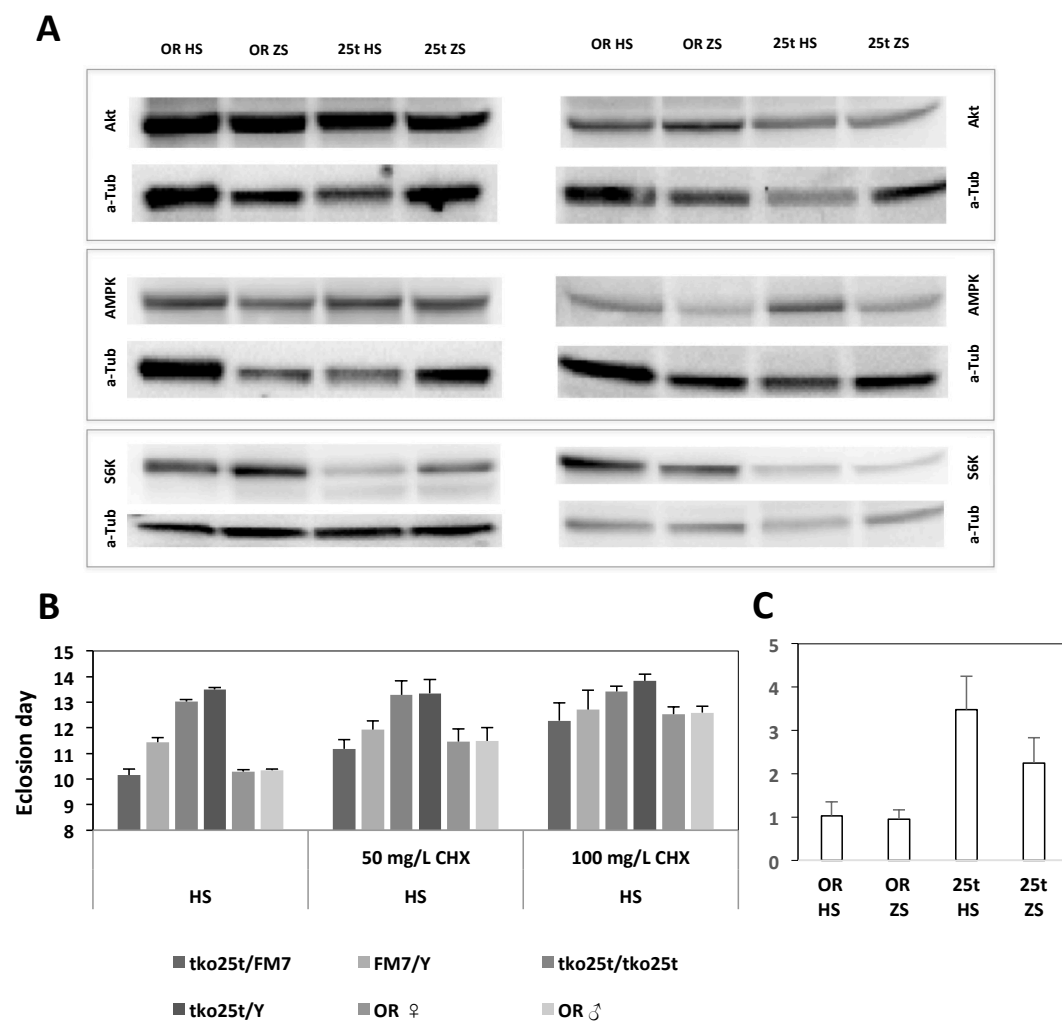 A
OR HS OR ZS 25t HS 25t ZS OR HS OR ZS 25t HS 25t ZS
Akt Akt
a-Tub a-Tub
AMPK AMPK
a-Tub a-Tub
S6K S6K
a-Tub a-Tub
B
Eclosion day
15
14
13
12
11
10
9
8
50 mg/L CHX 100 mg/L CHX
HS HS HS
tko25t/FM7 FM7/Y tko25t/tko25t
tko25t/Y OR ♀ OR ♂
C
5
4
3
2
1
0
OR OR 25t 25t
HS ZS HS ZS